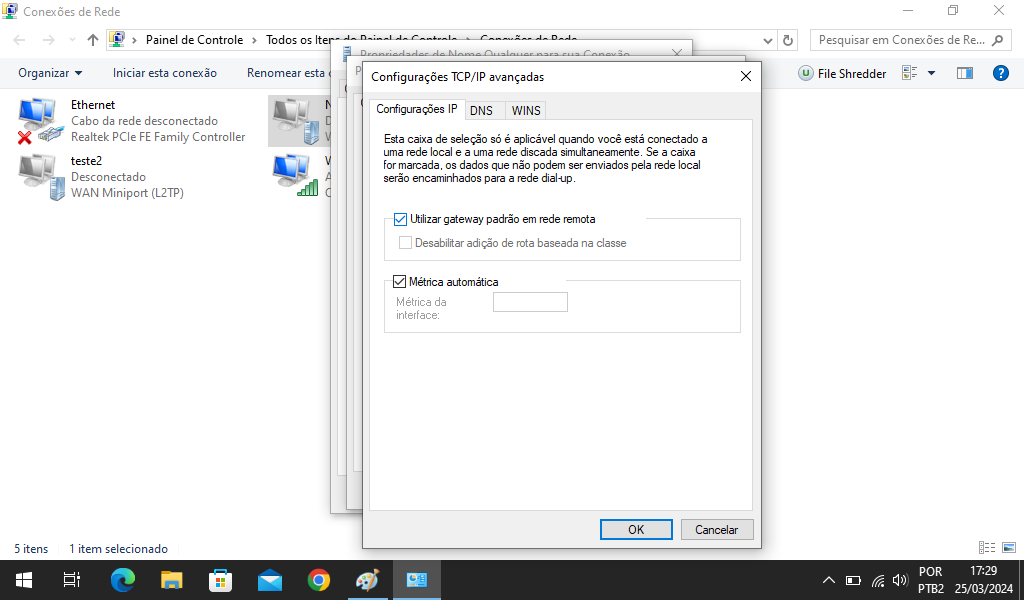 Conexões de Rede
Painel de Controle
Todos os Itens do Painel de Controle
Conexões de Rede
Pesquisar em Conexões de Re...
Organizar
Iniciar esta conexão
Renomear esta
File Shredder
Propriedades de Nome Qualquer para sua Conexão
Configurações TCP/IP avançadas
Configurações IP
DNS
WINS
Esta caixa de seleção só é aplicável quando você está conectado a
uma rede local e a uma rede discada simultaneamente. Se a caixa
for marcada, os dados que não podem ser enviados pela rede local
serão encaminhados para a rede dial-up.
Utilizar gateway padrão em rede remota
Desabilitar adição de rota baseada na classe
Métrica automática
Métrica da
interface:
OK
Cancelar
Ethernet
Cabo da rede desconectado
Realtek PCIe FE Family Controller
teste2
Desconectado
WAN Miniport (L2TP)
5 itens
1 item selecionado
POR
PTB2
17:29
25/03/2024